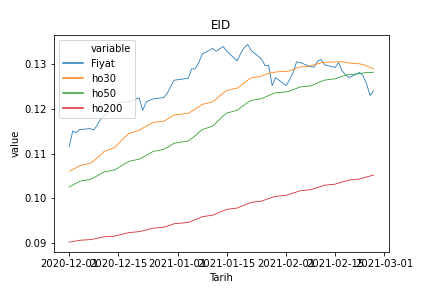 EID
variable
Fiyat
ho30
ho50
ho200
value
0.13
0.12
0.11
0.10
0.09
2020-12-01
2020-12-15
2021-01-01
2021-01-15
2021-02-01
2021-02-15
2021-03-01
Tarih